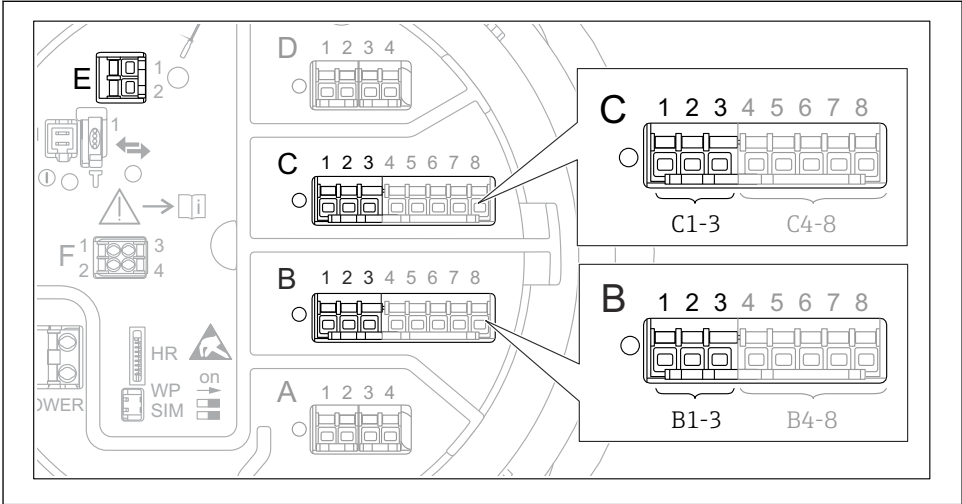 D 1 2 3 4
E 1
2
1
C 1 2 3 4 5 6 7 8
i
F 1 3
2 4
B 1 2 3 4 5 6 7 8
HR
on
WP
SIM
OWER
A 1 2 3 4
C 1 2 3 4 5 6 7 8
C1-3 C4-8
B 1 2 3 4 5 6 7 8
B1-3 B4-8